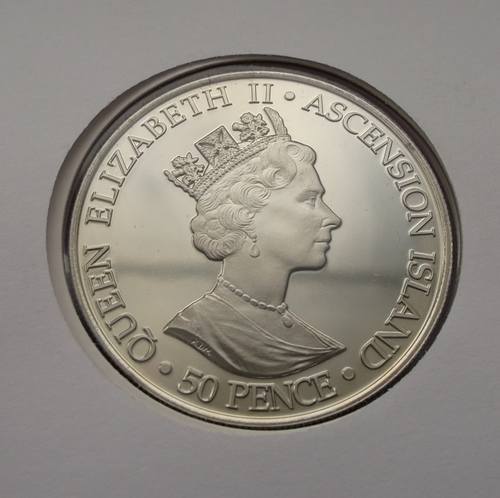 QUEEN ELIZABETH II • ASCENSION ISLAND
• 50 PENCE •